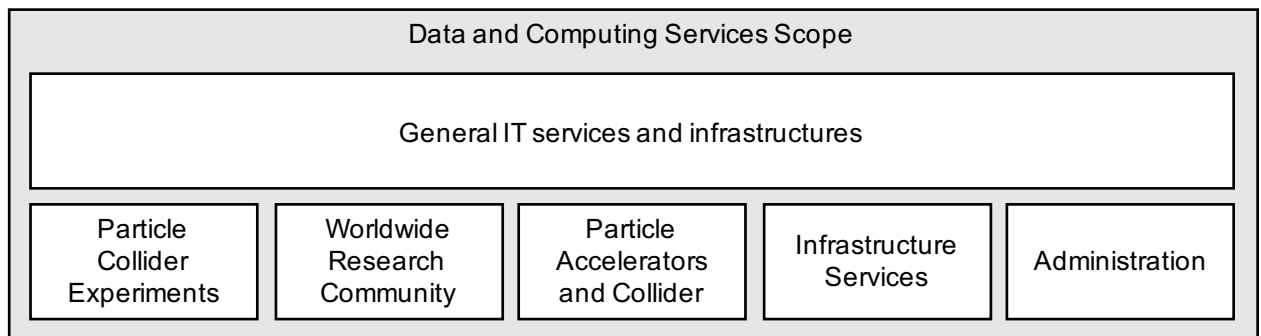 Data and Computing Services Scope
General IT services and infrastructures
Particle
Collider
Experiments
Worldwide
Research
Community
Particle
Accelerators
and Collider
Infrastructure
Services
Administration